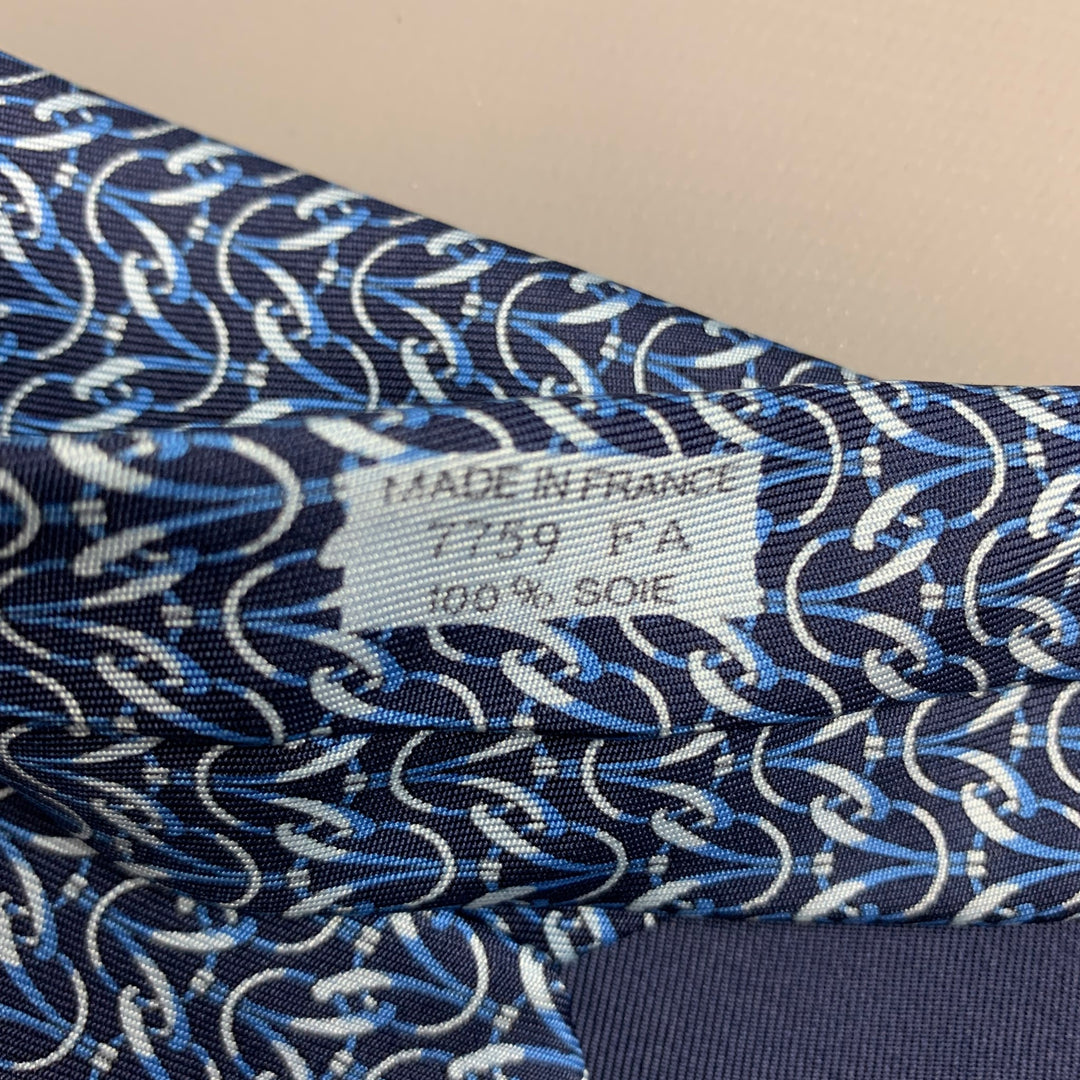 MADE IN FRANCE
7759 FA
100% SOIE